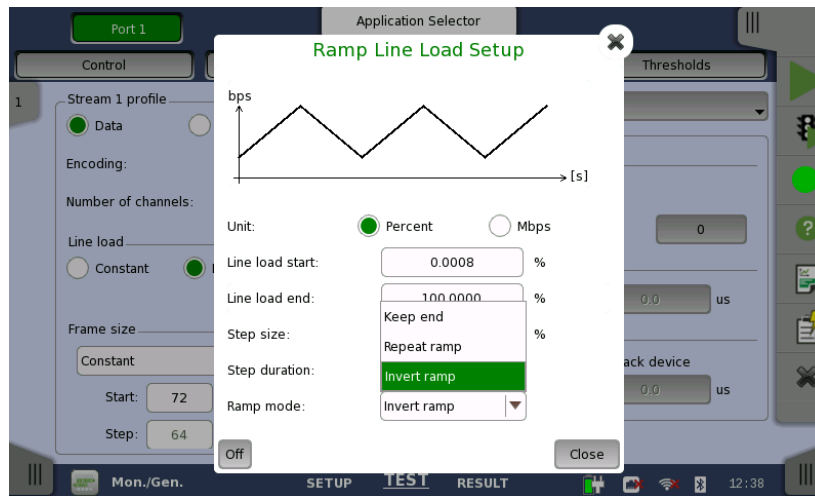 Port 1
Application Selector
Control
Thresholds
Ramp Line Load Setup
bps
[s]
1
Stream 1 profile
Data
Encoding:
Number of channels:
Line load
Constant
Unit:
Percent
Mbps
0
Line load start:
0.0008
%
Line load end:
100.0000
%
Keep end
Repeat ramp
Invert ramp
Step size:
%
Step duration:
Ramp mode:
Invert ramp
0.0
us
Frame size
Constant
Start:
72
Step:
64
ack device
0.0
us
Off
Close
Mon./Gen.
SETUP
TEST
RESULT
12:38